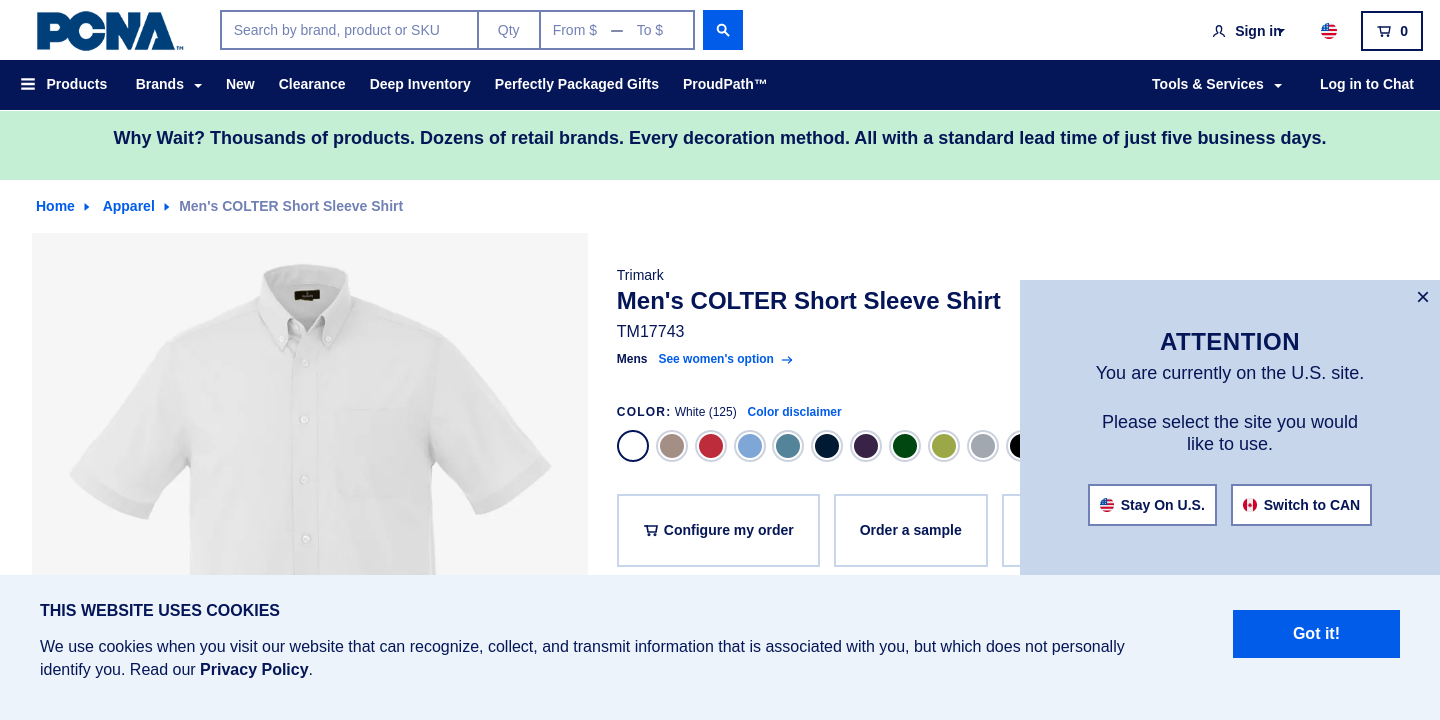 PCNA™
Search by brand, product or SKU
Qty
From $ — To $
Sign in
0
Products
Brands
New
Clearance
Deep Inventory
Perfectly Packaged Gifts
ProudPath™
Tools & Services
Log in to Chat
Why Wait? Thousands of products. Dozens of retail brands. Every decoration method. All with a standard lead time of just five business days.
Home
Apparel
Men's COLTER Short Sleeve Shirt
Trimark
Men's COLTER Short Sleeve Shirt
TM17743
Mens See women's option
COLOR: White (125) Color disclaimer
Configure my order
Order a sample
×
ATTENTION
You are currently on the U.S. site.
Please select the site you would
like to use.
Stay On U.S.
Switch to CAN
THIS WEBSITE USES COOKIES
We use cookies when you visit our website that can recognize, collect, and transmit information that is associated with you, but which does not personally
identify you. Read our Privacy Policy.
Got it!